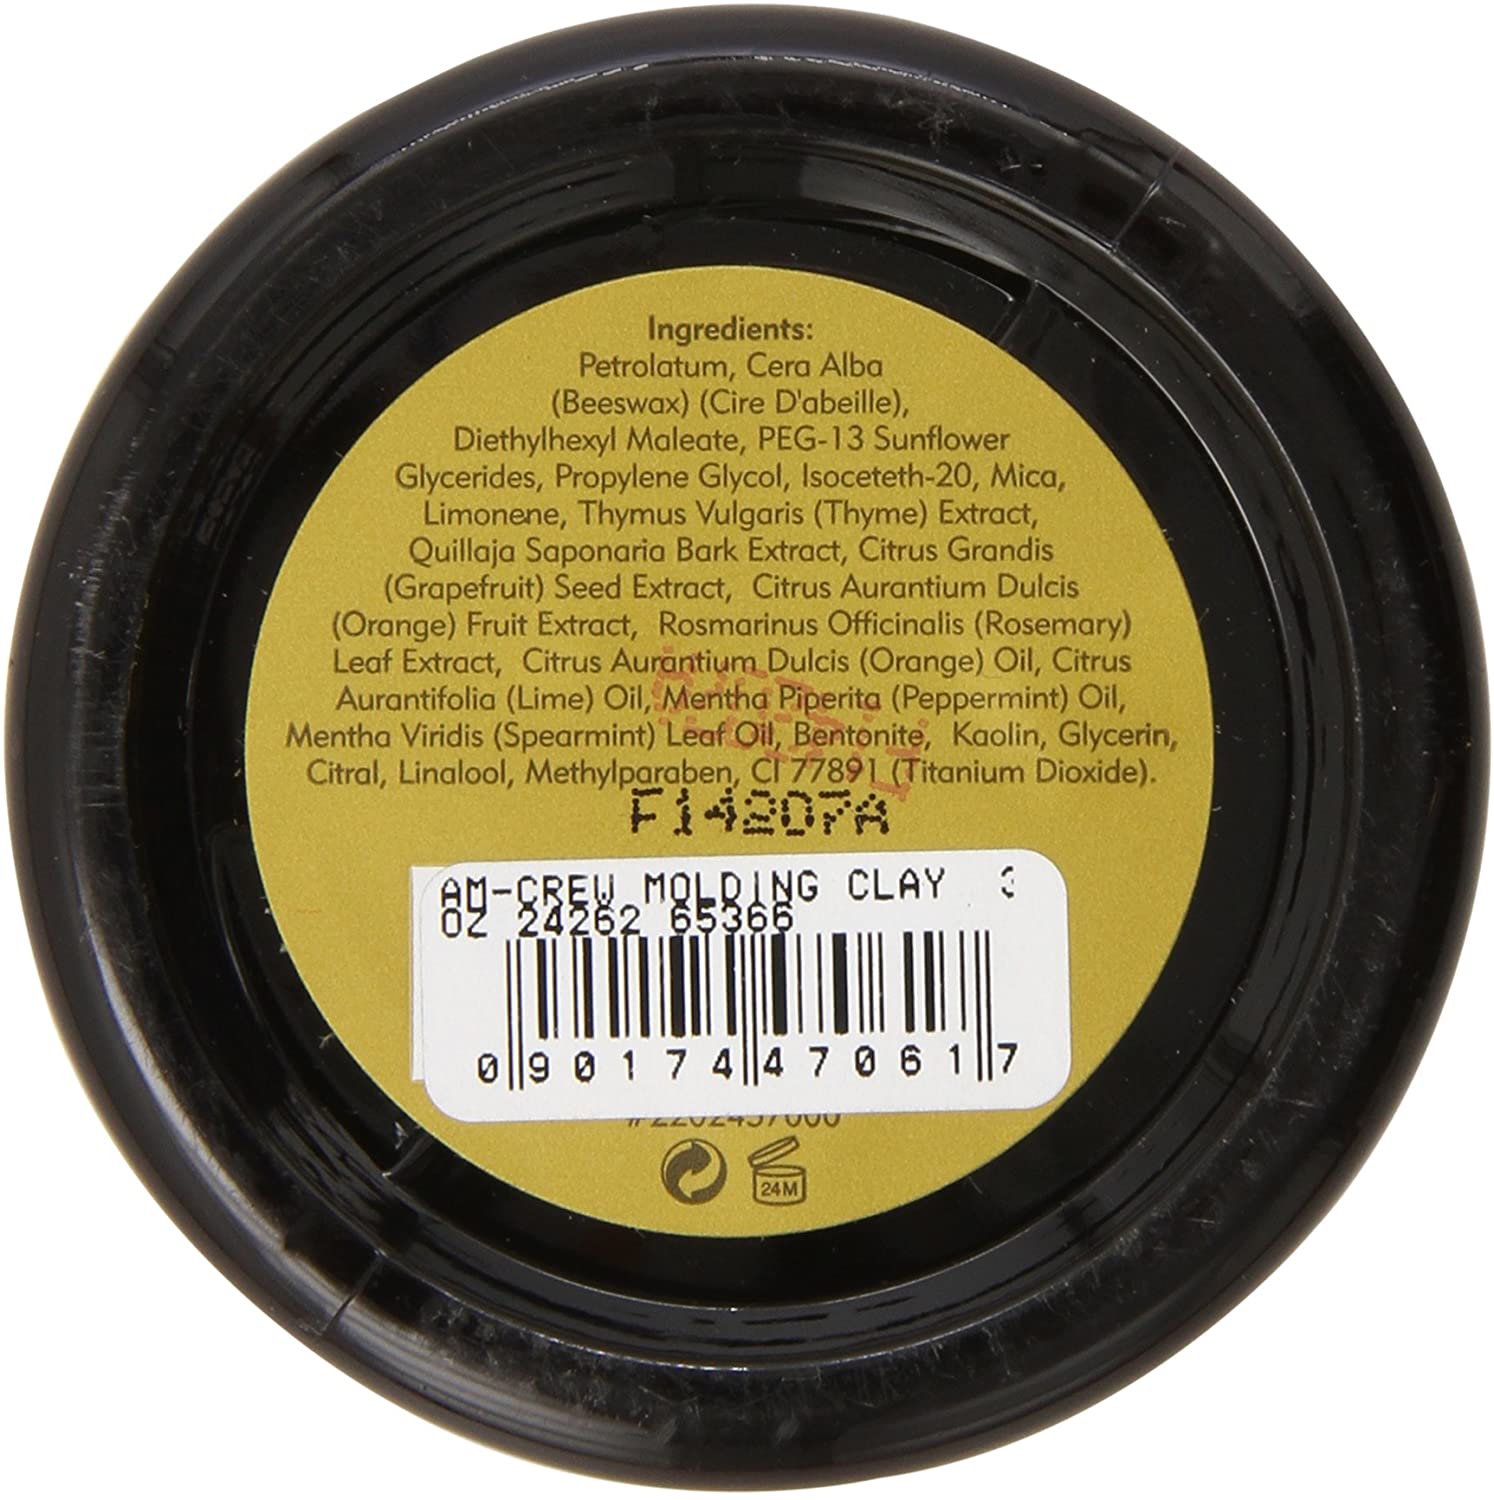 Ingredients:
Petrolatum, Cera Alba
(Beeswax) (Cire D'abeille),
Diethylhexyl Maleate, PEG-13 Sunflower
Glycerides, Propylene Glycol, Isoceteth-20, Mica,
Limonene, Thymus Vulgaris (Thyme) Extract,
Quillaja Saponaria Bark Extract, Citrus Grandis
(Grapefruit) Seed Extract, Citrus Aurantium Dulcis
(Orange) Fruit Extract, Rosmarinus Officinalis (Rosemary)
Leaf Extract, Citrus Aurantium Dulcis (Orange) Oil, Citrus
Aurantifolia (Lime) Oil, Mentha Piperita (Peppermint) Oil,
Mentha Viridis (Spearmint) Leaf Oil, Bentonite, Kaolin, Glycerin,
Citral, Linalool, Methylparaben, CI 77891 (Titanium Dioxide).
F14207A
AM-CREW MOLDING CLAY 3
OZ 24262 65366
0 90174 47061 7
24M